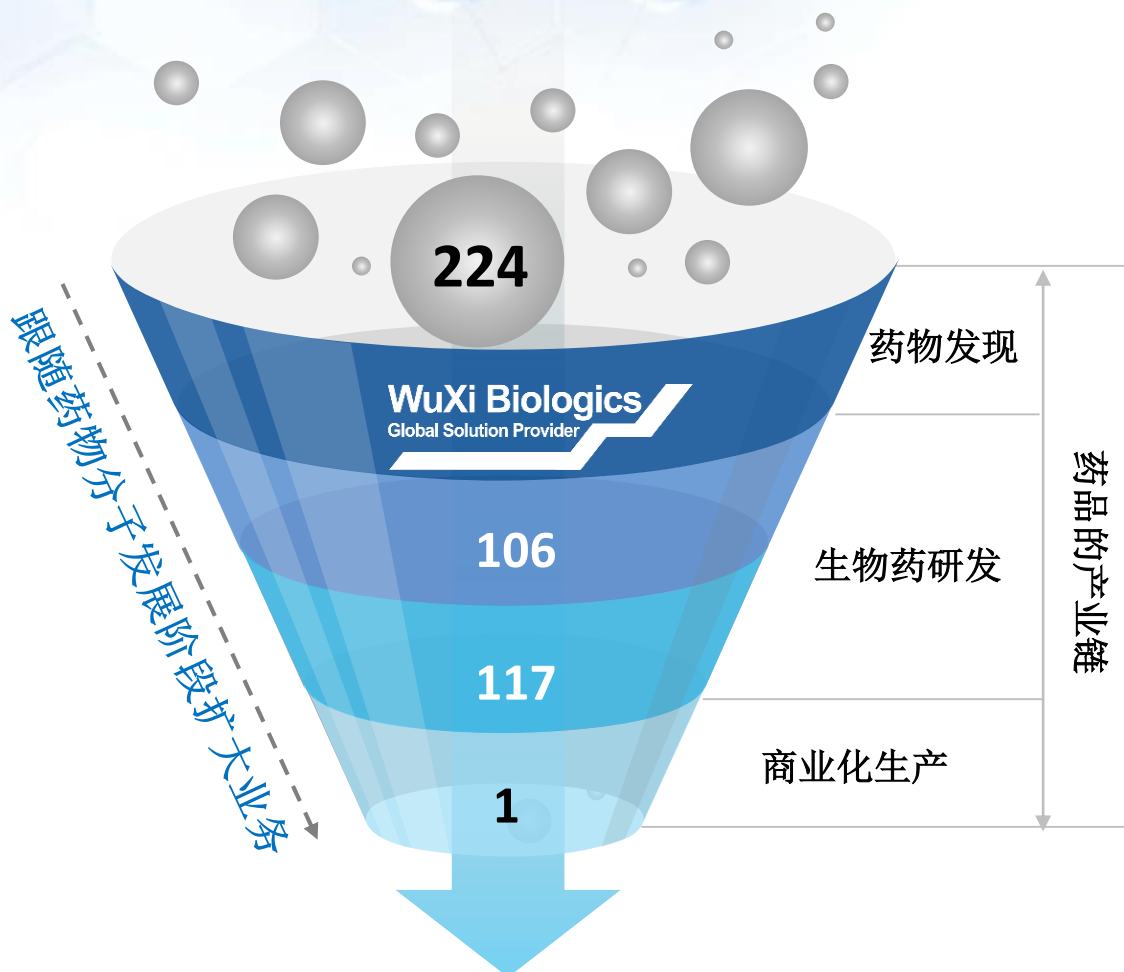 224
WuXi Biologics
Global Solution Provider
106
117
1
跟随药物分子发展阶段扩大业务
药物发现
生物药研发
商业化生产
药品的产业链